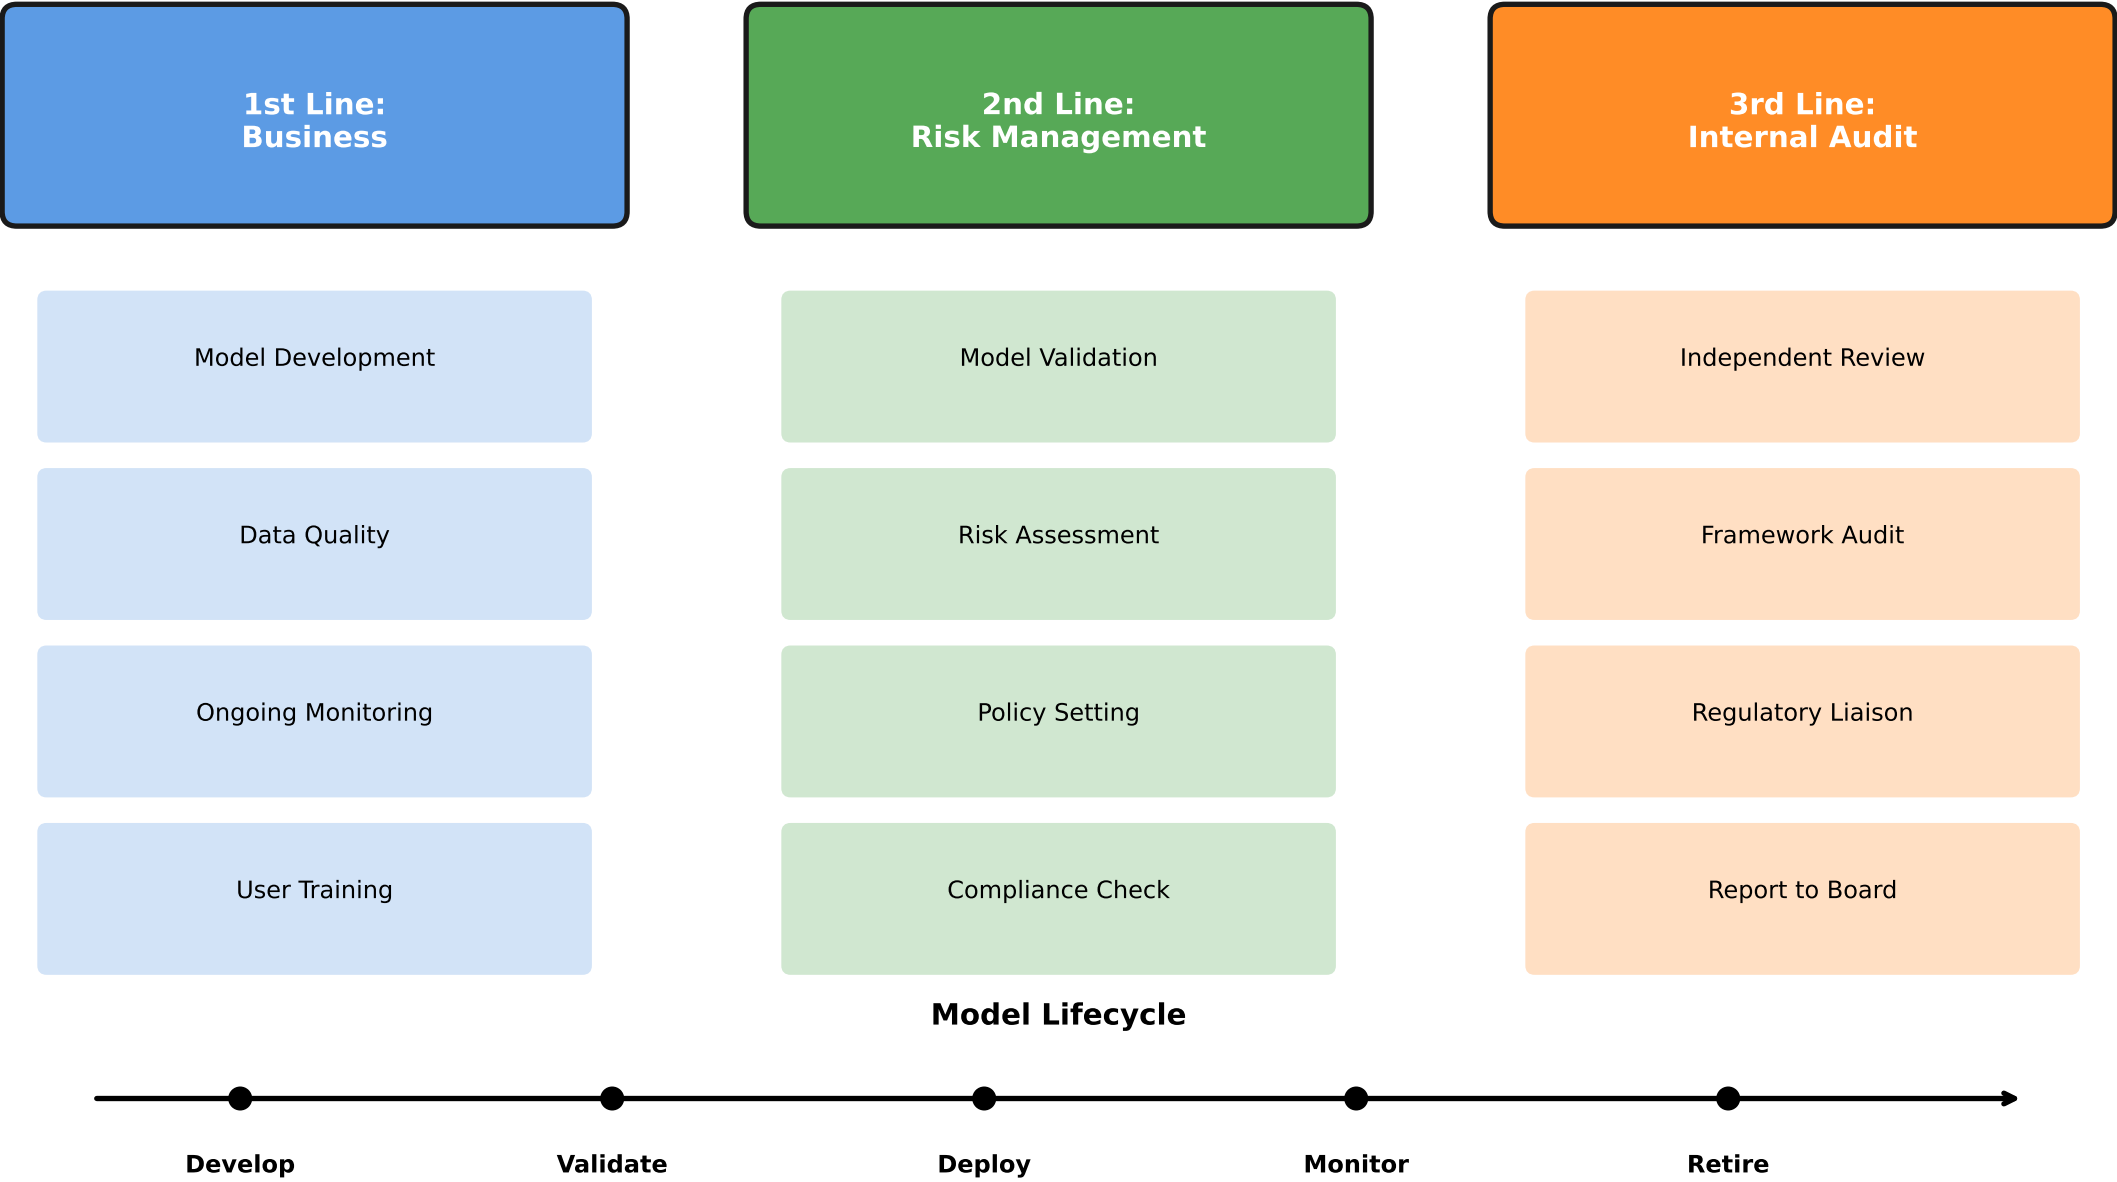 1st Line:
Business
2nd Line:
Risk Management
3rd Line:
Internal Audit
Model Development
Model Validation
Independent Review
Data Quality
Risk Assessment
Framework Audit
Ongoing Monitoring
Policy Setting
Regulatory Liaison
User Training
Compliance Check
Report to Board
Model Lifecycle
Develop
Validate
Deploy
Monitor
Retire